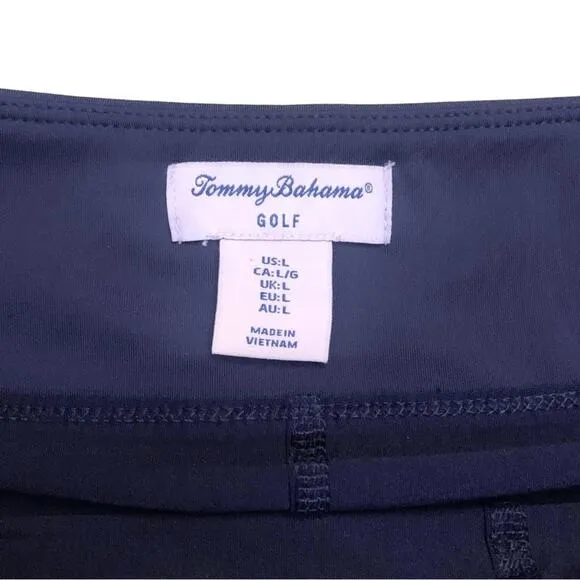 Tommy Bahama®
GOLF
US:L
CA:L/G
UK:L
EU:L
AU:L
MADE IN
VIETNAM